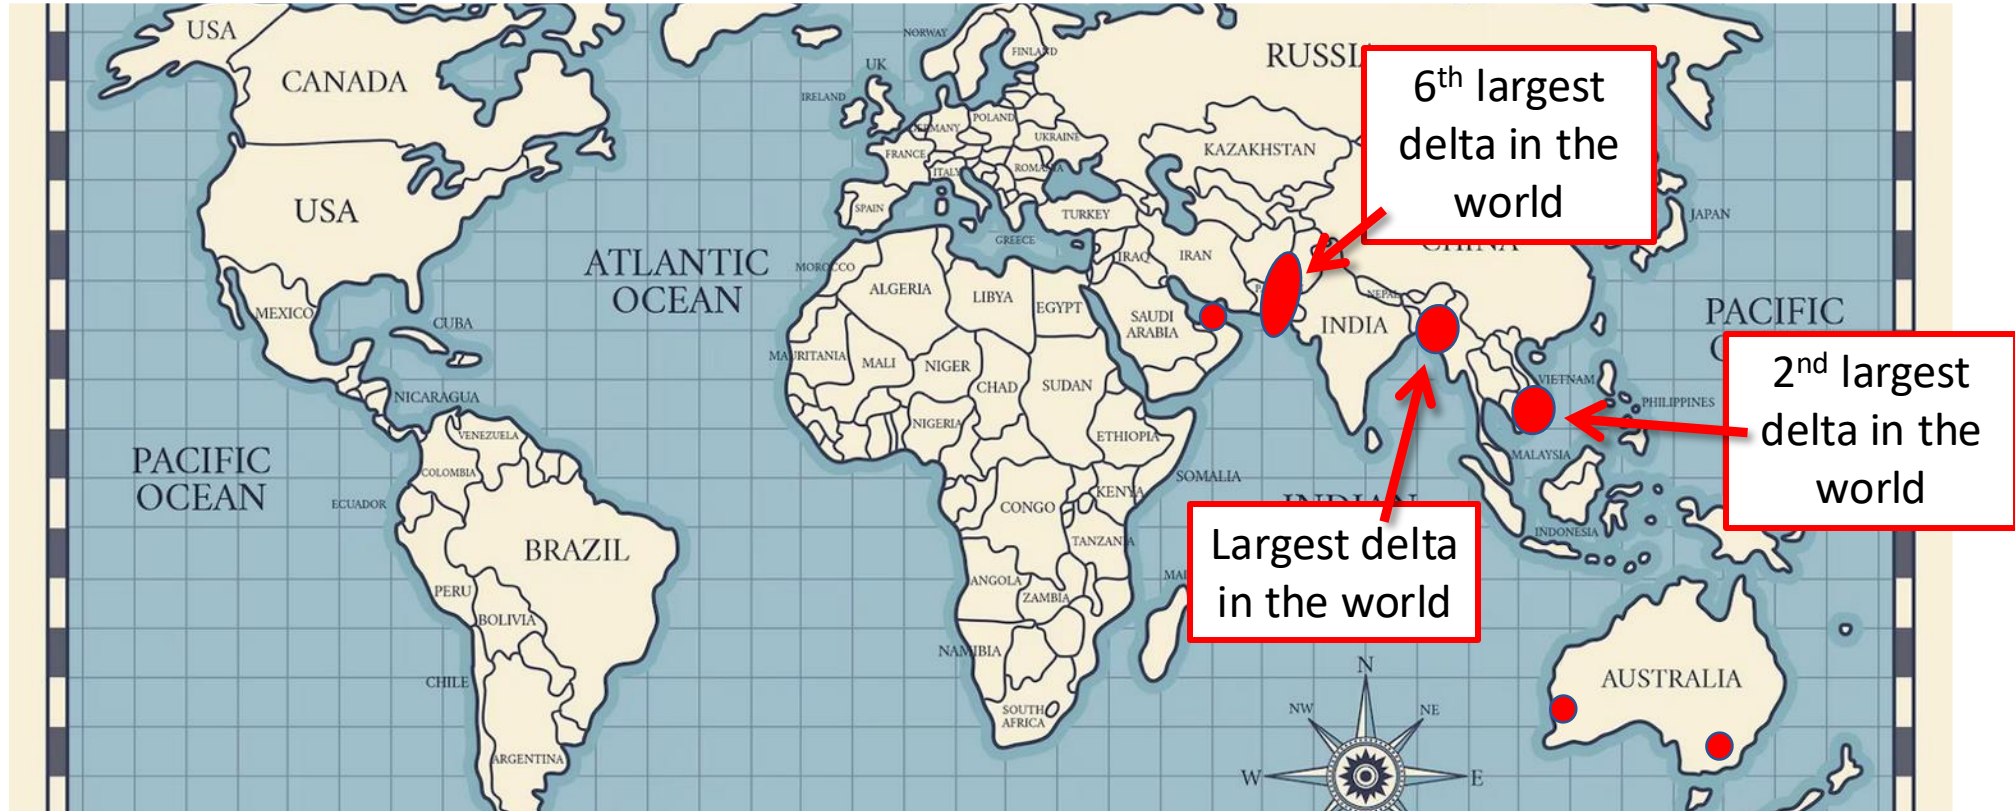 USA
CANADA
NORWAY
FINLAND
UK
IRELAND
POLAND
UKRAINE
FRANCE
ITALY
SPAIN
GREECE
TURKEY
KAZAKHSTAN
6th largest
delta in the
world
JAPAN
USA
ATLANTIC
OCEAN
MOROCCO
ALGERIA
LIBYA
EGYPT
IRAQ
IRAN
SAUDI
ARABIA
NEPAL
INDIA
PACIFIC
MEXICO
CUBA
MAURITANIA
MALI
NIGER
CHAD
SUDAN
2nd largest
delta in the
world
VIETNAM
PHILIPPINES
NICARAGUA
VENEZUELA
NIGERIA
ETHIOPIA
MALAYSIA
PACIFIC
OCEAN
COLOMBIA
ECUADOR
SOMALIA
KENYA
CONGO
TANZANIA
INDONESIA
Largest delta
in the world
BRAZIL
PERU
BOLIVIA
ANGOLA
ZAMBIA
NAMIBIA
CHILE
SOUTH
AFRICA
ARGENTINA
AUSTRALIA
N
NW
NE
W
E